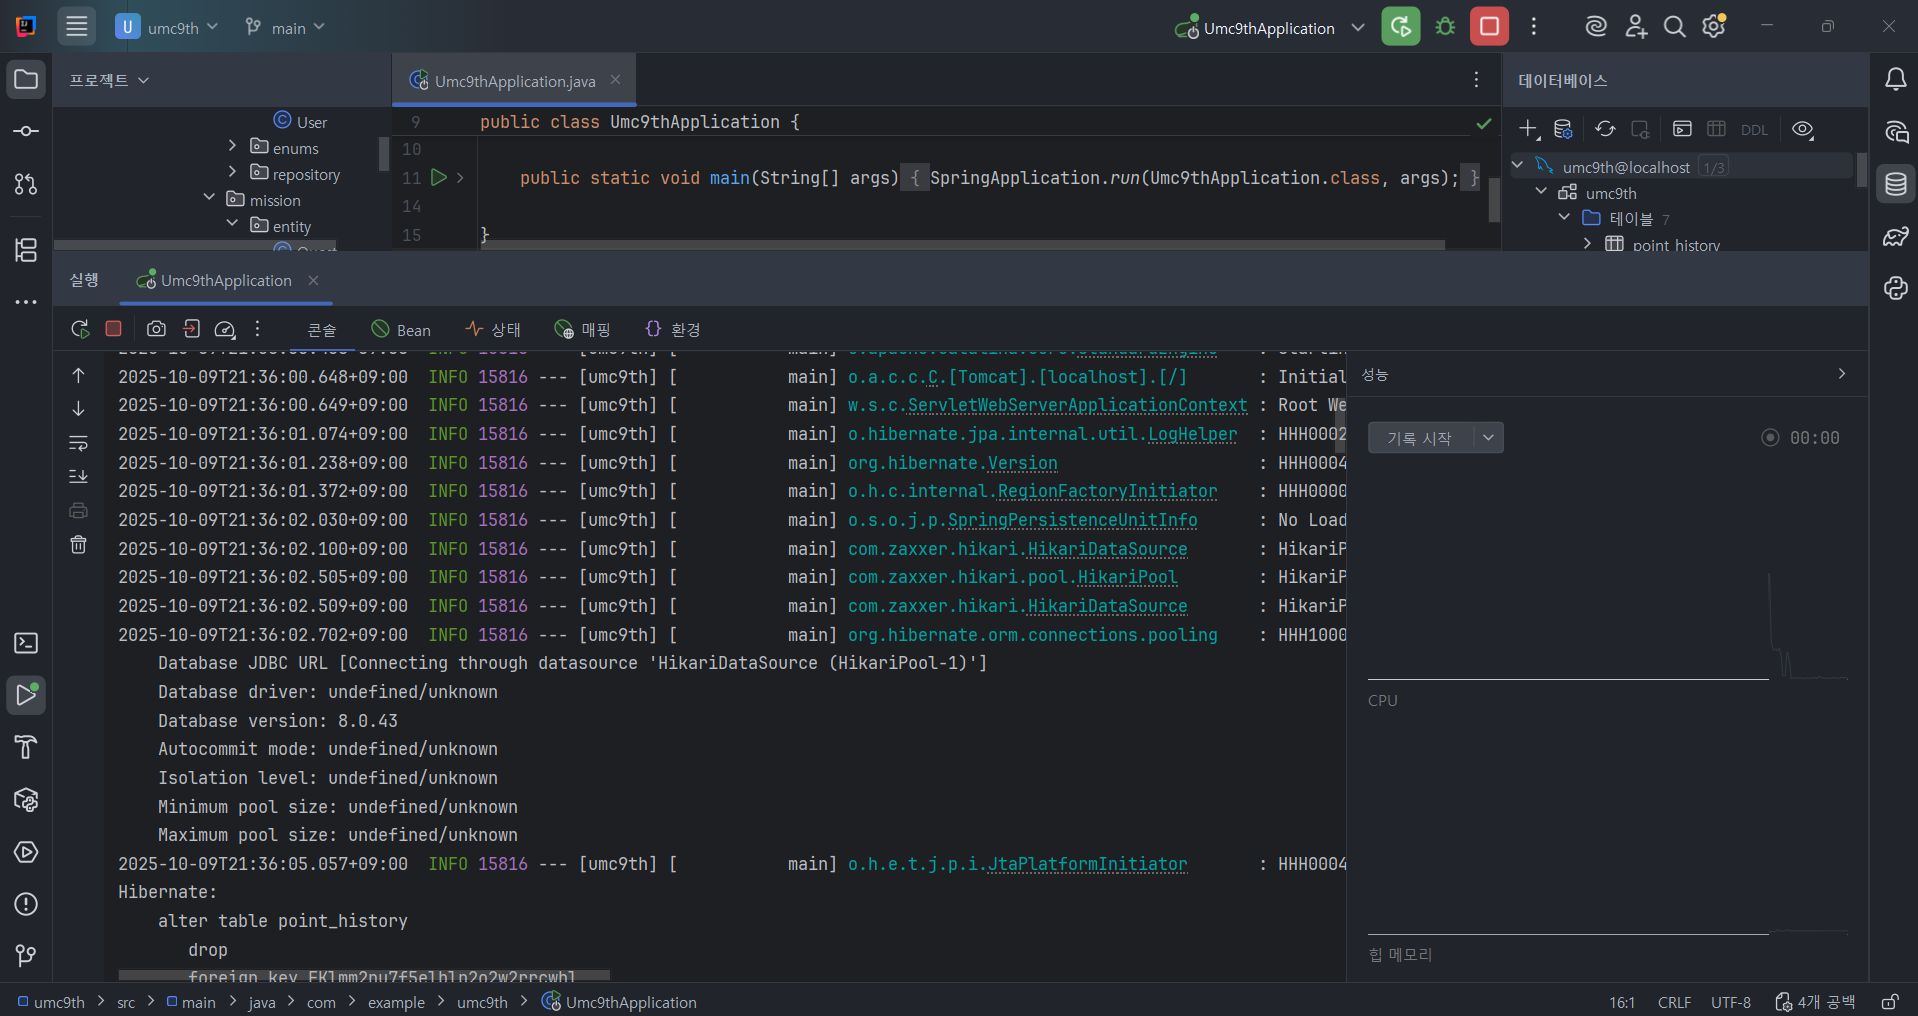 U umc9th main Umc9thApplication
프로젝트
Umc9thApplication.java
데이터베이스
User
enums
repository
mission
entity
9 public class Umc9thApplication {
10
11 public static void main(String[] args) { SpringApplication.run(Umc9thApplication.class, args); }
14
15 }
DDL
umc9th@localhost 1/3
umc9th
테이블 7
point_history
실행 Umc9thApplication
콘솔 Bean 상태 매핑 환경
2025-10-09T21:36:00.648+09:00 INFO 15816 --- [umc9th] [ main] o.a.c.c.C.[Tomcat].[localhost].[/] : Initial
2025-10-09T21:36:00.649+09:00 INFO 15816 --- [umc9th] [ main] w.s.c.ServletWebServerApplicationContext : Root We
2025-10-09T21:36:01.074+09:00 INFO 15816 --- [umc9th] [ main] o.hibernate.jpa.internal.util.LogHelper : HHH0002
2025-10-09T21:36:01.238+09:00 INFO 15816 --- [umc9th] [ main] org.hibernate.Version : HHH0004
2025-10-09T21:36:01.372+09:00 INFO 15816 --- [umc9th] [ main] o.h.c.internal.RegionFactoryInitiator : HHH0000
2025-10-09T21:36:02.030+09:00 INFO 15816 --- [umc9th] [ main] o.s.o.j.p.SpringPersistenceUnitInfo : No Load
2025-10-09T21:36:02.100+09:00 INFO 15816 --- [umc9th] [ main] com.zaxxer.hikari.HikariDataSource : HikariP
2025-10-09T21:36:02.505+09:00 INFO 15816 --- [umc9th] [ main] com.zaxxer.hikari.pool.HikariPool : HikariP
2025-10-09T21:36:02.509+09:00 INFO 15816 --- [umc9th] [ main] com.zaxxer.hikari.HikariDataSource : HikariP
2025-10-09T21:36:02.702+09:00 INFO 15816 --- [umc9th] [ main] org.hibernate.orm.connections.pooling : HHH1000
Database JDBC URL [Connecting through datasource 'HikariDataSource (HikariPool-1)']
Database driver: undefined/unknown
Database version: 8.0.43
Autocommit mode: undefined/unknown
Isolation level: undefined/unknown
Minimum pool size: undefined/unknown
Maximum pool size: undefined/unknown
2025-10-09T21:36:05.057+09:00 INFO 15816 --- [umc9th] [ main] o.h.e.t.j.p.i.JtaPlatformInitiator : HHH0004
Hibernate:
alter table point_history
drop
foreign key
성능
기록 시작 00:00
CPU
힙 메모리
umc9th > src > main > java > com > example > umc9th > Umc9thApplication
16:1 CRLF UTF-8 4개 공백